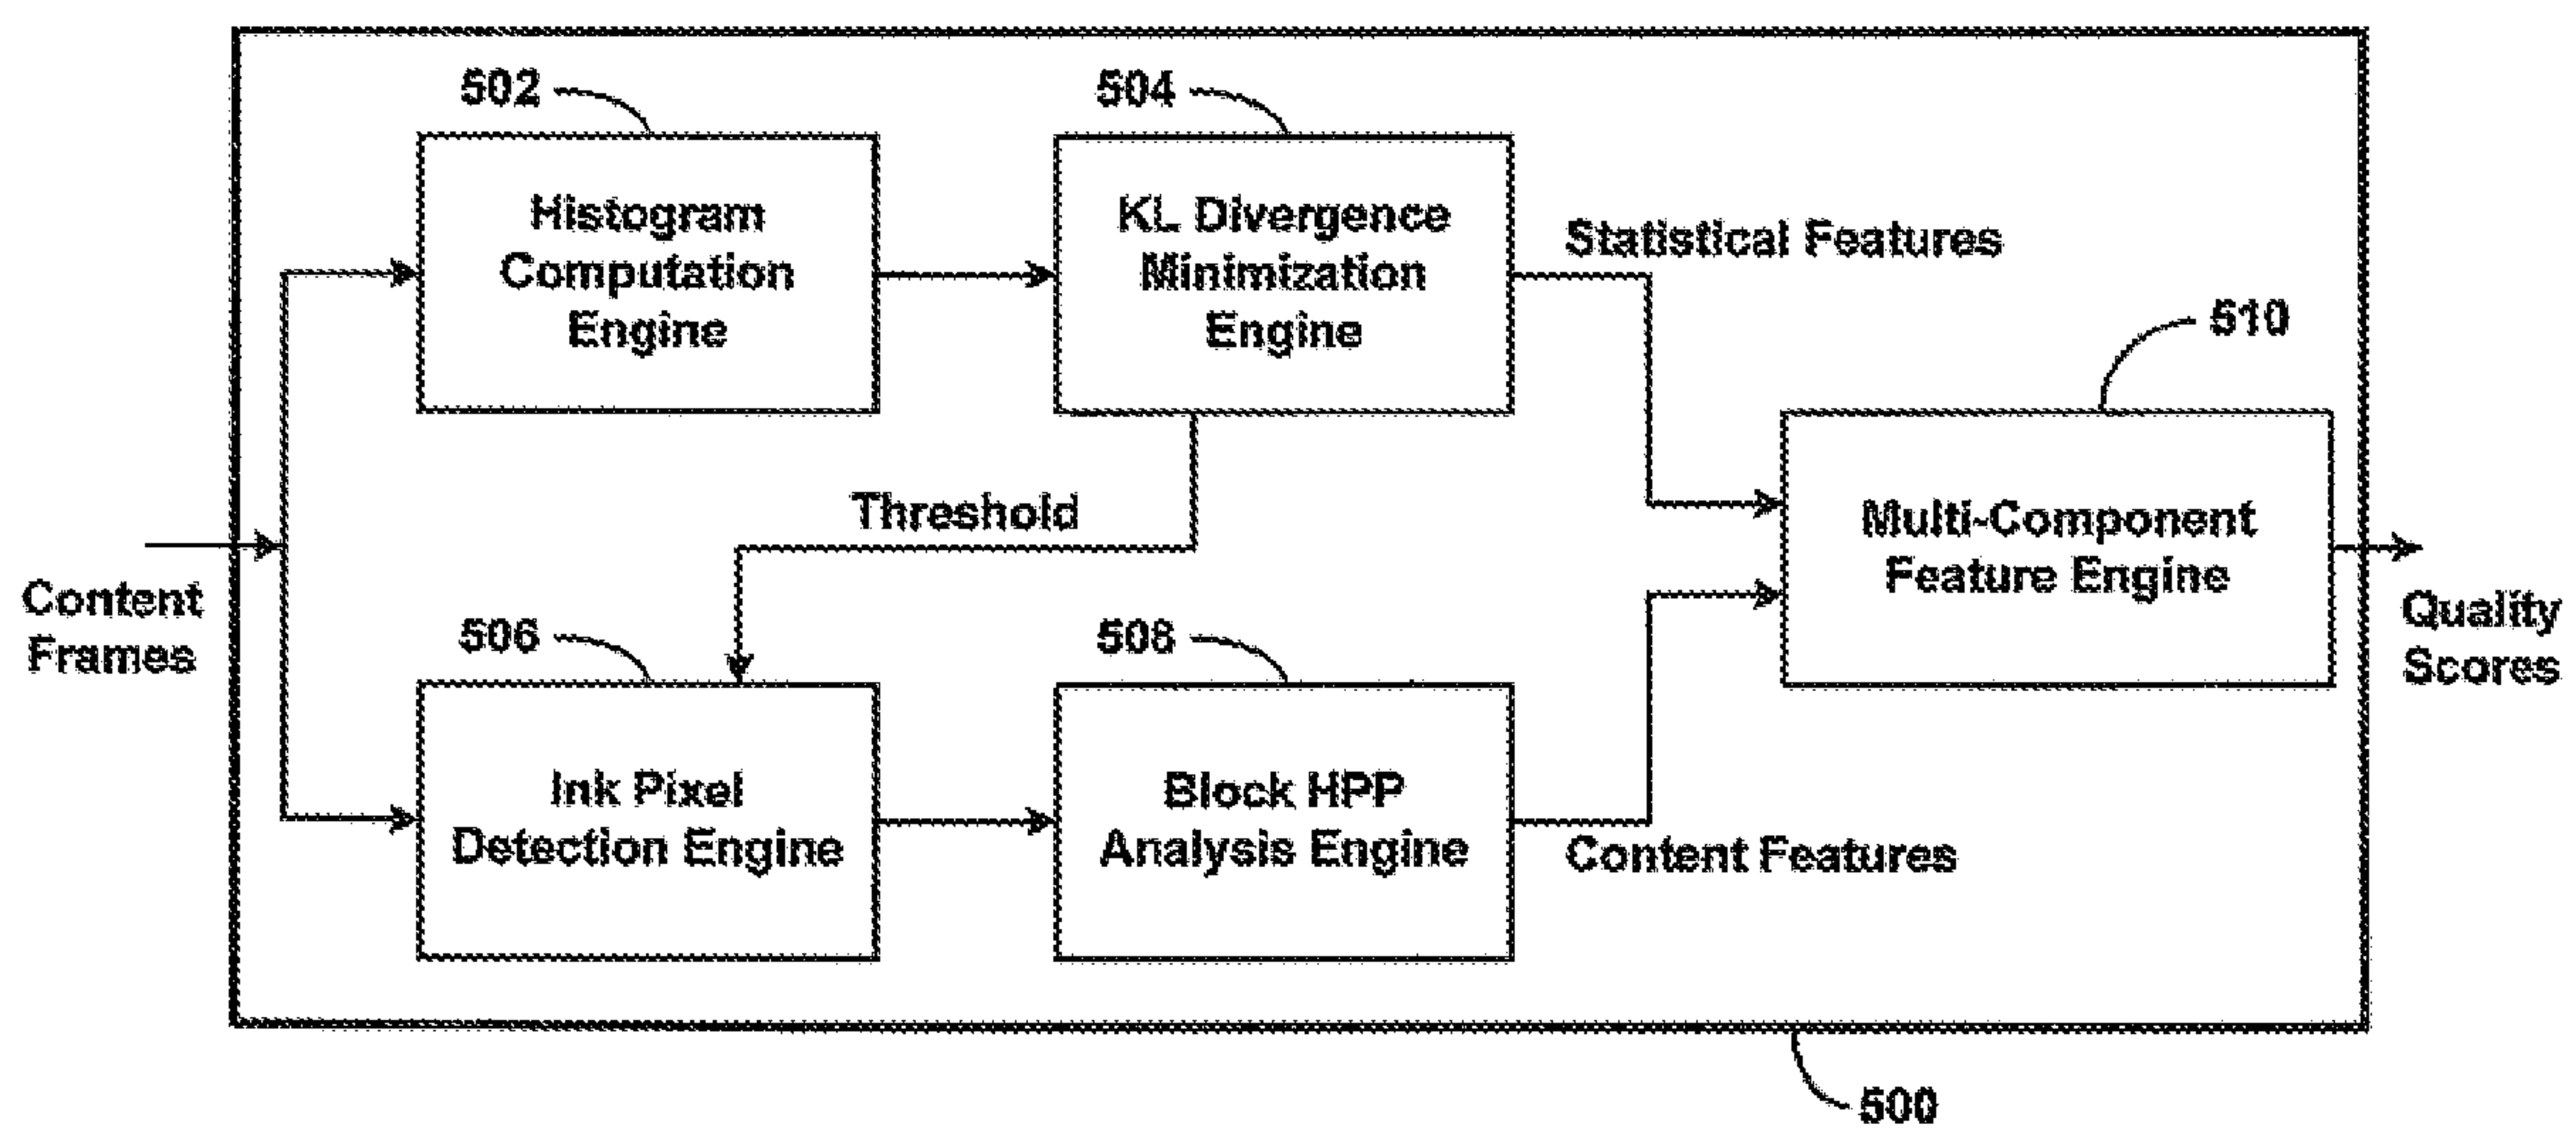 502
504
Histogram
Computation
Engine
KL Divergence
Minimization
Engine
Statistical Features
510
Threshold
Multi-Component
Feature Engine
Content
Frames
Quality
Scores
506
508
Ink Pixel
Detection Engine
Block HPP
Analysis Engine
Content Features
500